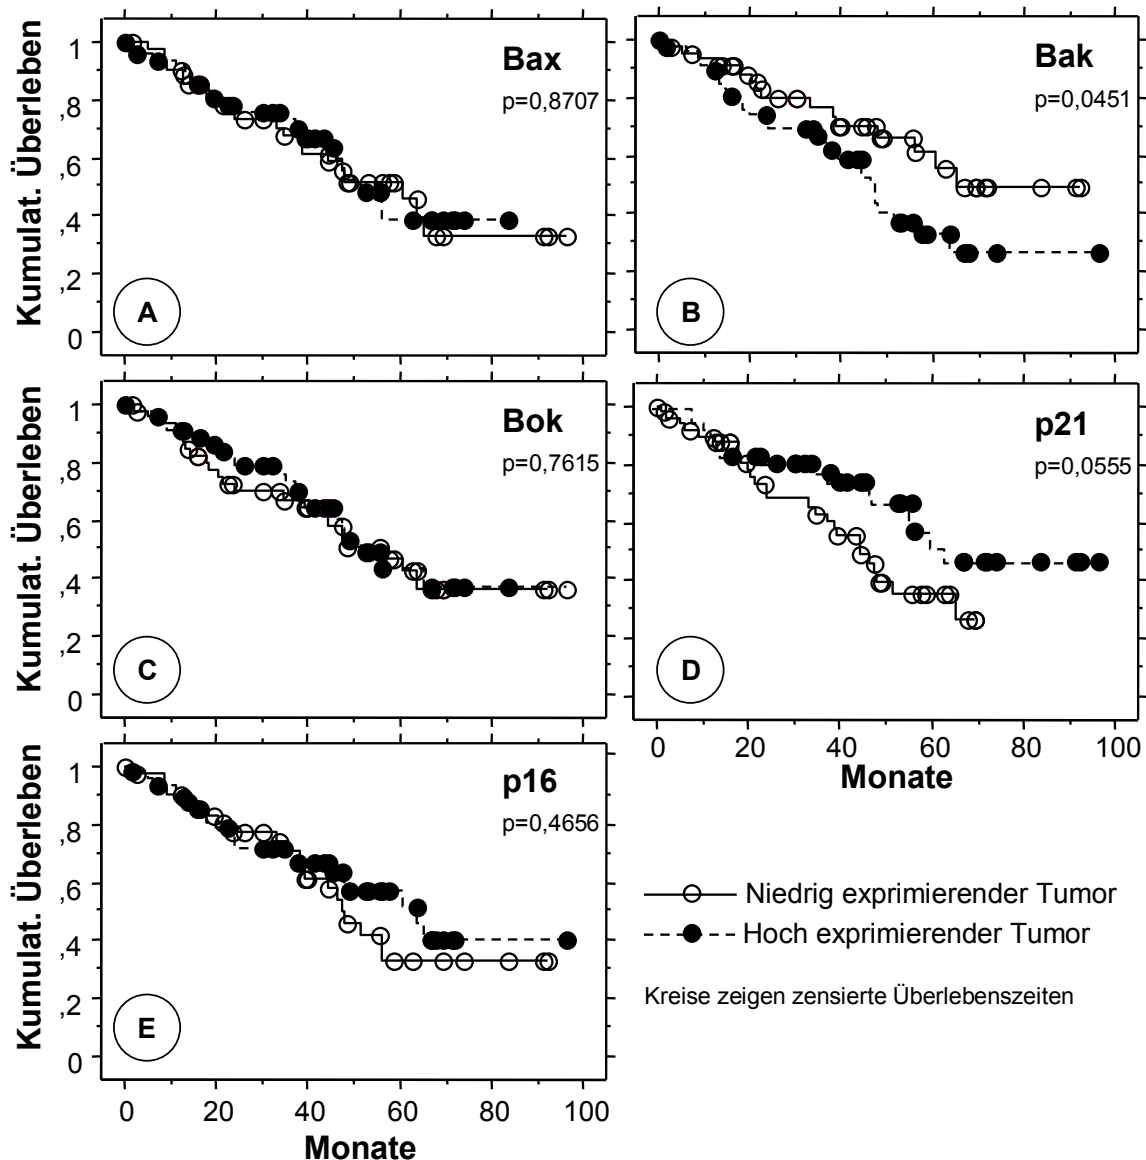 Kumulat. Überleben
1
,8
,6
,4
,2
0
Bax
p=0,8707
A
Bak
p=0,0451
B
Kumulat. Überleben
1
,8
,6
,4
,2
0
Bok
p=0,7615
C
p21
p=0,0555
D
0 20 40 60 80 100
Monate
Kumulat. Überleben
1
,8
,6
,4
,2
0
p16
p=0,4656
E
0 20 40 60 80 100
Monate
Niedrig exprimierender Tumor
Hoch exprimierender Tumor
Kreise zeigen zensierte Überlebenszeiten